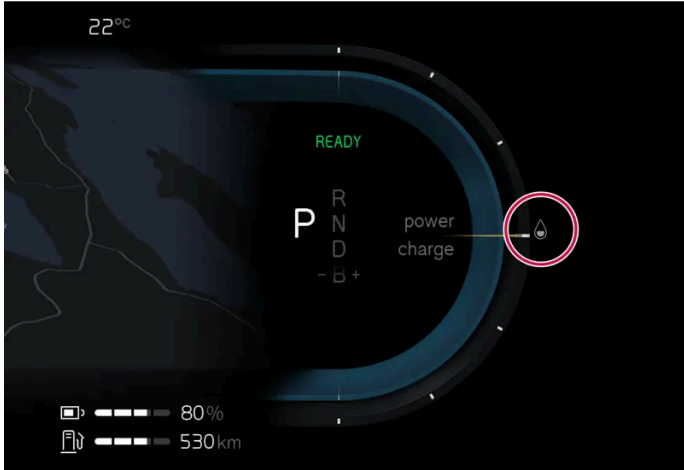 22°C
READY
R
P N
D
- B +
power
charge
80%
530km